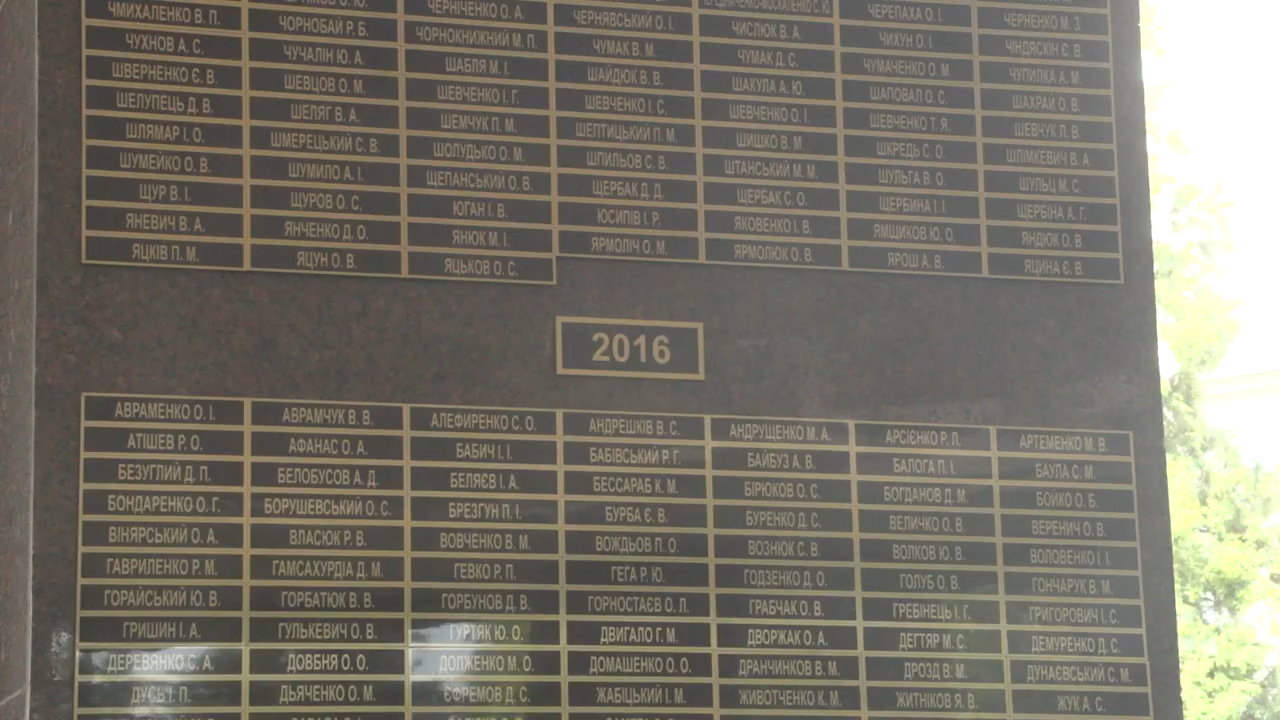 ЧОРНОБАЙ Р. Б.
ЧМИХАЛЕНКО В. П. ЧЕРНІЧЕНКО О. А. ЧЕРНЯВСЬКИЙ О. І. ЧЕРЕПАХА О. І. ЧЕРНЕНКО М. З.
ЧУХНОВ А. С. ЧУЧАЛІН Ю. А. ЧОРНОКНИЖНИЙ М. П. ЧУМАК В. М. ЧИСЛЮК В. А. ЧИХУН О. І. ЧІНДЯСКІН Є. В.
ШВЕРНЕНКО Є. В. ШЕВЦОВ О. М. ШАБЛЯ М. І. ШАЙДЮК В. В. ЧУМАК Д. С. ЧУМАЧЕНКО О. М. ЧУПИЛКА А. М.
ШЕЛУПЕЦЬ Д. В. ШЕЛЯГ В. А. ШЕВЧЕНКО І. Г. ШЕВЧЕНКО І. С. ШАКУЛА А. Ю. ШАПОВАЛ О. С. ШАХРАЙ О. В.
ШЛЯМАР І. О. ШМЕРЕЦЬКИЙ С. В. ШЕМЧУК П. М. ШЕПТИЦЬКИЙ П. М. ШЕВЧЕНКО О. І. ШЕВЧЕНКО Т. Я. ШЕВЧУК Л. В.
ШУМЕЙКО О. В. ШУМИЛО А. І. ШОЛУДЬКО О. М. ШПИЛЬОВ С. В. ШИШКО В. М. ШКРЕДЬ С. О. ШЛІМКЕВИЧ В. А.
ЩУР В. І. ЩУРОВ О. С. ЩЕПАНСЬКИЙ О. В. ЩЕРБАК Д. Д. ШТАНСЬКИЙ М. М. ШУЛЬГА В. О. ШУЛЬЦ М. С.
ЯНЕВИЧ В. А. ЯНЧЕНКО Д. О. ЮГАН І. В. ЮСИПІВ І. Р. ЩЕРБАК С. О. ЩЕРБИНА І. І. ЩЕРБІНА А. Г.
ЯЦКІВ П. М. ЯЦУН О. В. ЯНЮК М. І. ЯРМОЛІЧ О. М. ЯКОВЕНКО І. В. ЯМЩИКОВ Ю. О. ЯНДЮК О. В.
ЯЦЬКОВ О. С. ЯРМОЛЮК О. В. ЯРОШ А. В. ЯЦИНА Є. В.
2016
АВРАМЕНКО О. І. АВРАМЧУК В. В. АЛЕФИРЕНКО С. О. АНДРЕШКІВ В. С. АНДРУЩЕНКО М. А. АРСІЄНКО Р. Л. АРТЕМЕНКО М. В.
АТІШЕВ Р. О. АФАНАС О. А. БАБИЧ І. І. БАБІВСЬКИЙ Р. Г. БАЙБУЗ А. В. БАЛОГА П. І. БАУЛА С. М.
БЕЗУГЛИЙ Д. П. БЕЛОБУСОВ А. Д. БЕЛЯЄВ І. А. БЕССАРАБ К. М. БІРЮКОВ О. С. БОГДАНОВ Д. М. БОЙКО О. Б.
БОНДАРЕНКО О. Г. БОРУШЕВСЬКИЙ О. С. БРЕЗГУН П. І. БУРБА Є. В. БУРЕНКО Д. С. ВЕЛИЧКО О. В. ВЕРЕНИЧ О. В.
ВІНЯРСЬКИЙ О. А. ВЛАСЮК Р. В. ВОВЧЕНКО В. М. ВОЖДЬОВ П. О. ВОЗНЮК С. В. ВОЛКОВ Ю. В. ВОЛОВЕНКО І. І.
ГАВРИЛЕНКО Р. М. ГАМСАХУРДІА Д. М. ГЕВКО Р. П. ГЕГА Р. Ю. ГОДЗЕНКО Д. О. ГОЛУБ О. В. ГОНЧАРУК В. М.
ГОРАЙСЬКИЙ Ю. В. ГОРБАТЮК В. В. ГОРБУНОВ Д. В. ГОРНОСТАЄВ О. Л. ГРАБЧАК О. В. ГРЕБІНЕЦЬ І. Г. ГРИГОРОВИЧ І. С.
ГРИШИН І. А. ГУЛЬКЕВИЧ О. В. ГУРТЯК Ю. О. ДВИГАЛО Г. М. ДВОРЖАК О. А. ДЕГТЯР М. С. ДЕМУРЕНКО Д. С.
ДЕРЕВЯНКО С. А. ДОВБНЯ О. О. ДОЛЖЕНКО М. О. ДОМАШЕНКО О. О. ДРАНЧИНКОВ В. М. ДРОЗД В. М. ДУНАЄВСЬКИЙ С. М.
ДУСЬ І. П. ДЬЯЧЕНКО О. М. ЄФРЕМОВ Д. С. ЖАБІЦЬКИЙ І. М. ЖИВОТЧЕНКО К. М. ЖИТНІКОВ Я. В. ЖУК А. С.